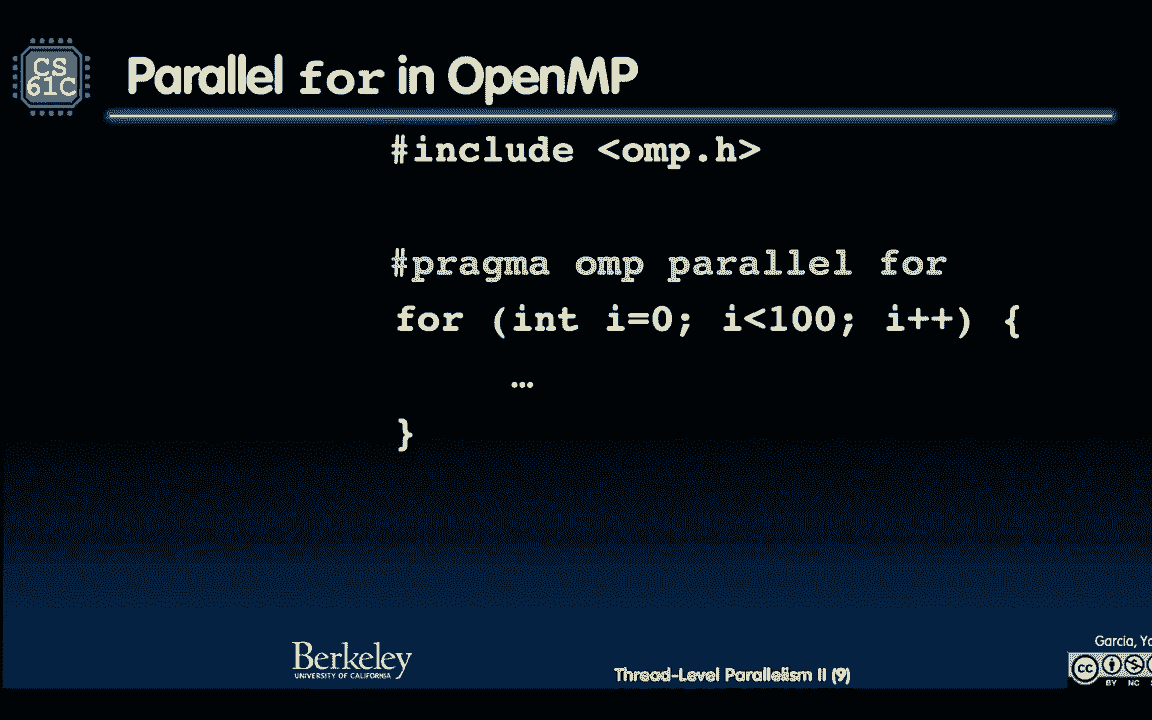 CS
61C
Parallel for in OpenMP
#include <omp.h>
#pragma omp parallel for
for (int i=0; i<100; i++) {
…
}
Berkeley
UNIVERSITY OF CALIFORNIA
Thread-Level Parallelism II (9)
Garcia,
cc
BY NC